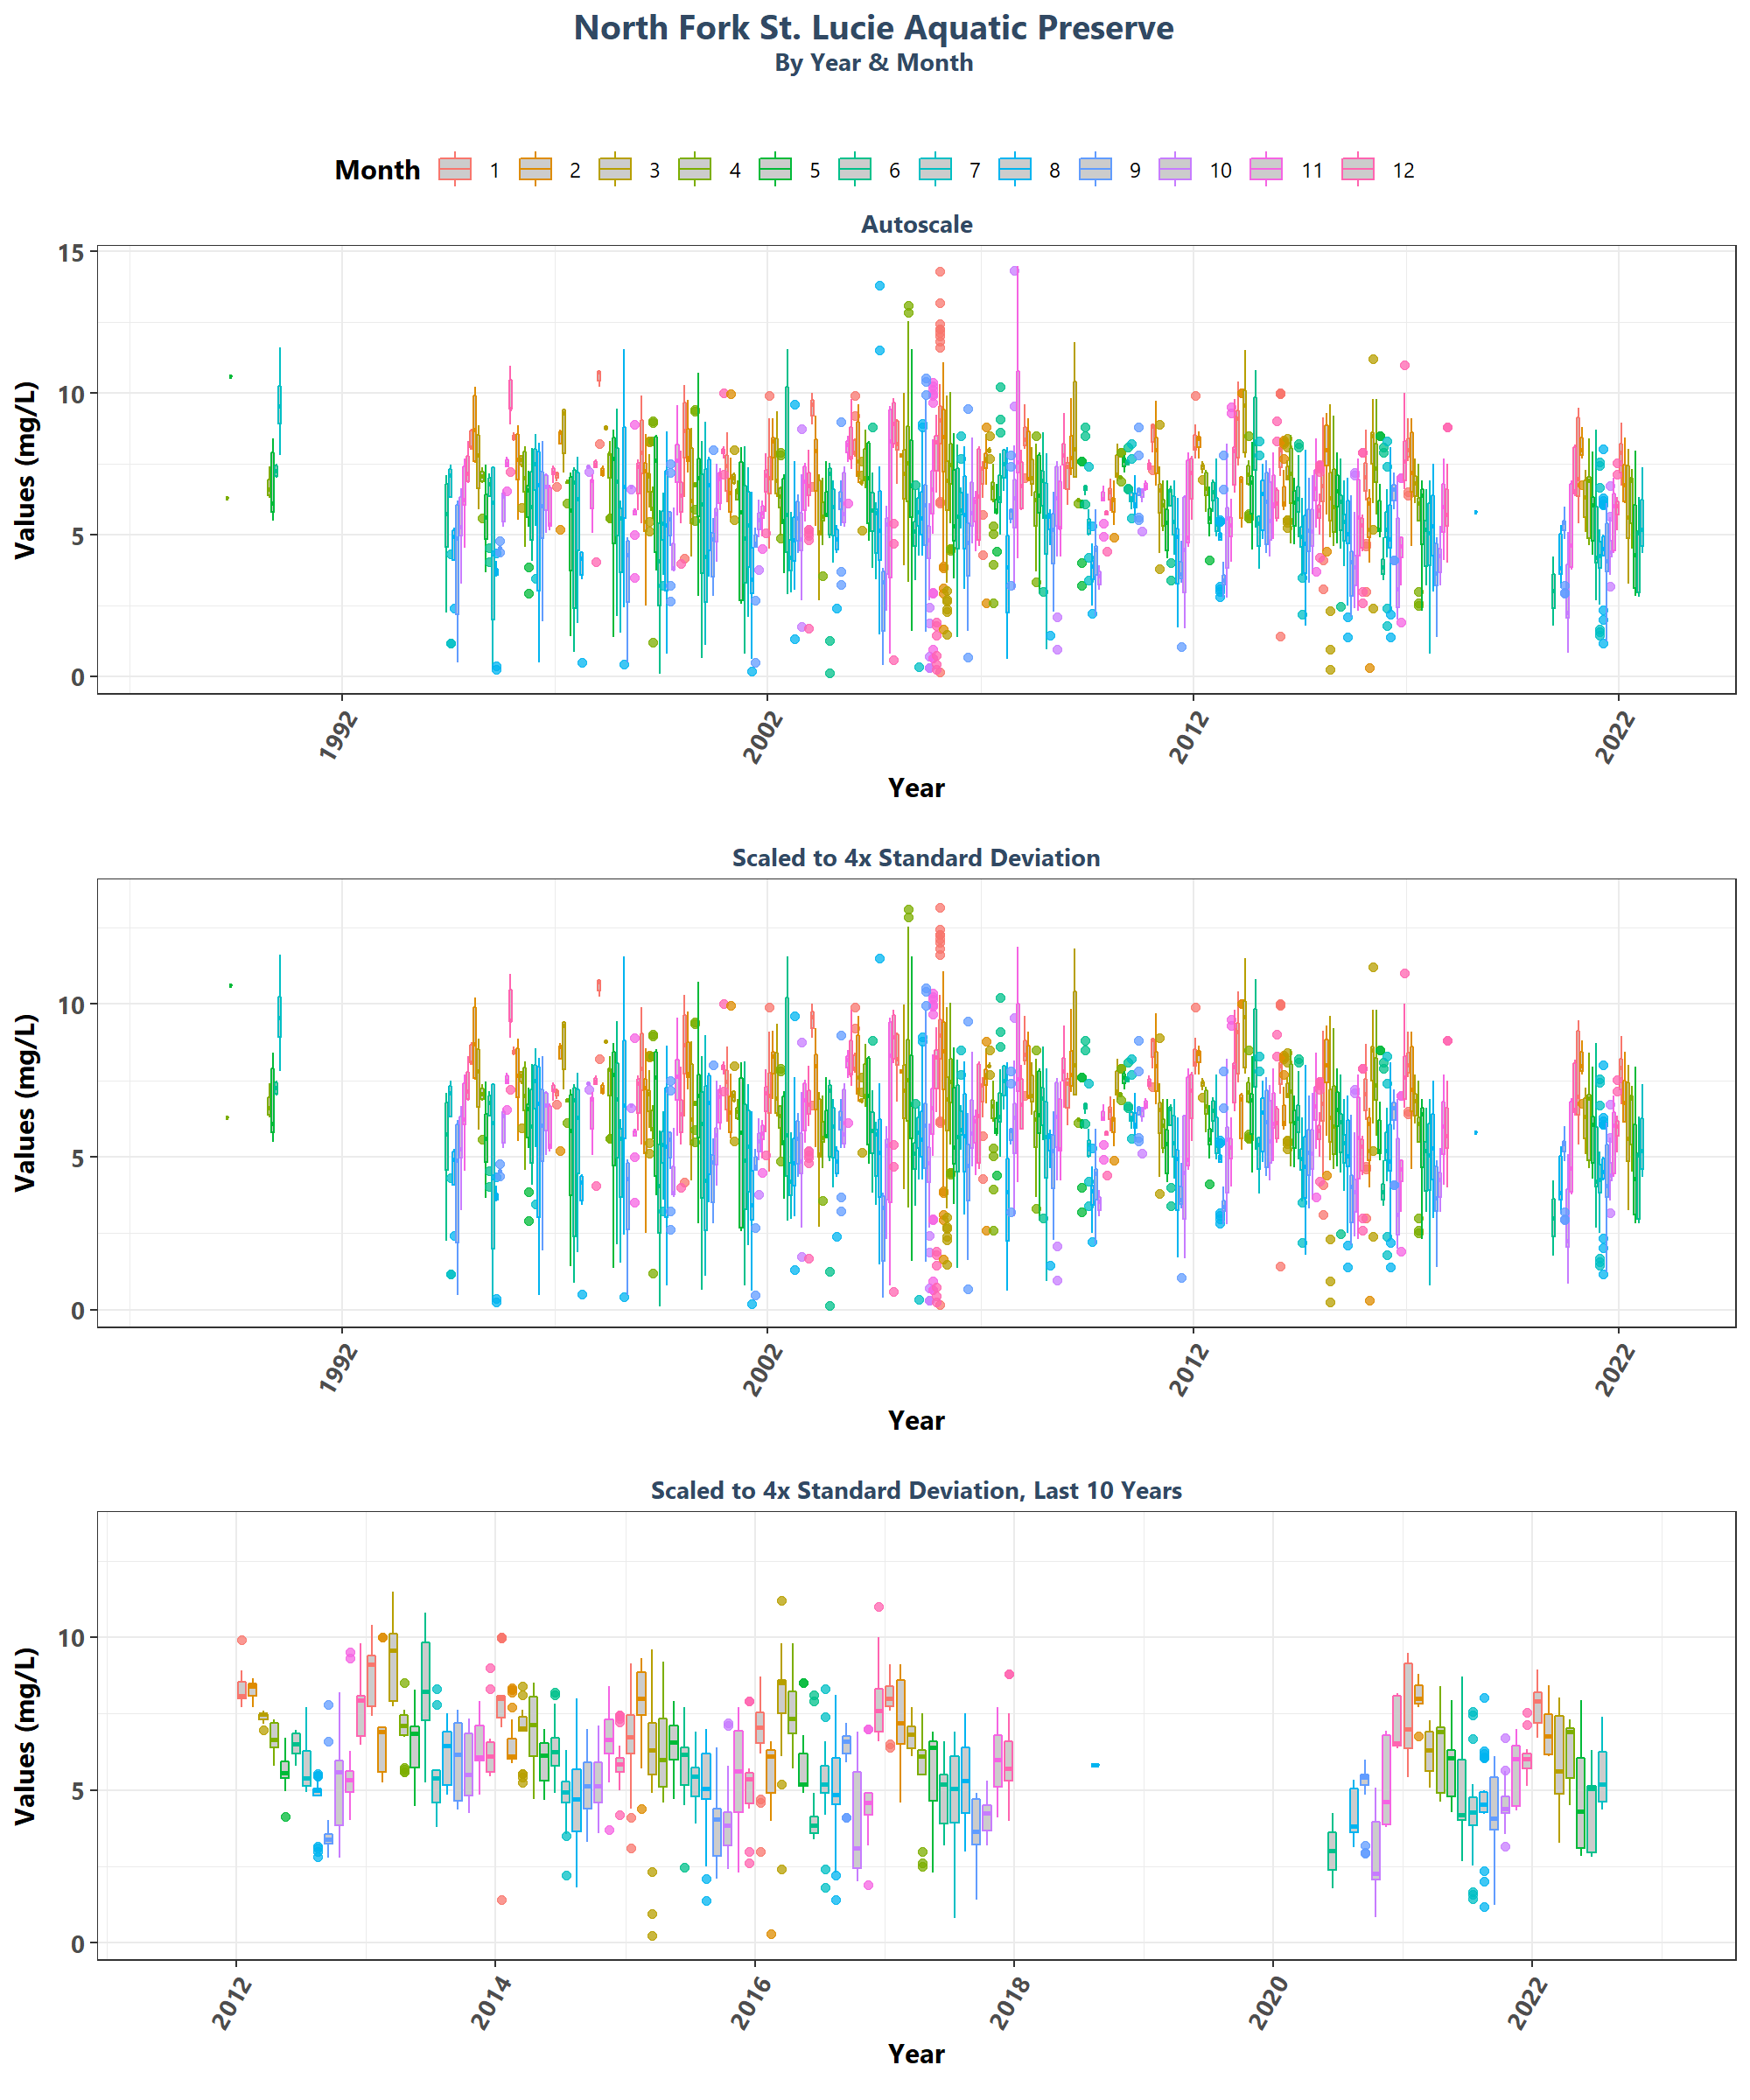 North Fork St. Lucie Aquatic Preserve
By Year & Month
Month 1 2 3 4 5 6 7 8 9 10 11 12
Autoscale
Values (mg/L)
15
10
5
0
1992 2002 2012 2022
Year
Scaled to 4x Standard Deviation
Values (mg/L)
10
5
0
1992 2002 2012 2022
Year
Scaled to 4x Standard Deviation, Last 10 Years
Values (mg/L)
10
5
0
2012 2014 2016 2018 2020 2022
Year